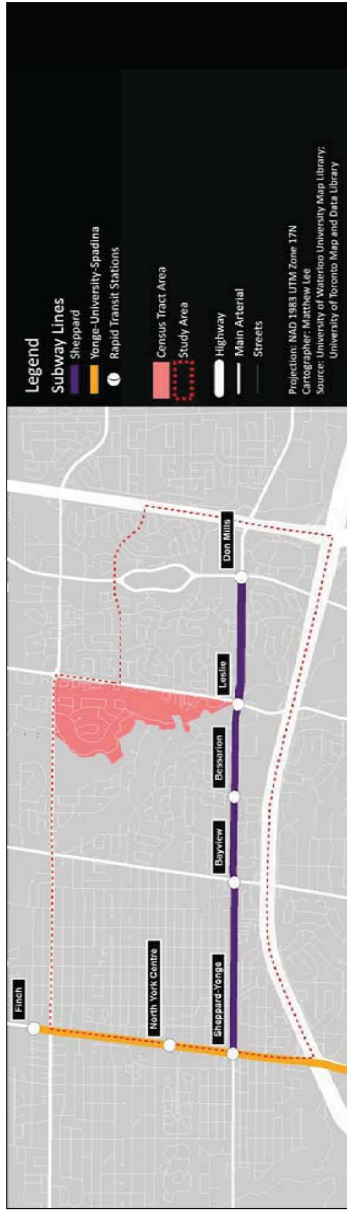 Legend
Subway Lines
Sheppard
Yonge-University-Spadina
Rapid Transit Stations
Census Tract Area
Study Area
Highway
Main Arterial
Streets
Projection: NAD 1983 UTM Zone 17N
Cartographer: Matthew Lee
Source: University of Waterloo University Map Library;
University of Toronto Map and Data Library
Finch
North York Centre
Sheppard-Yonge
Bayview
Bessarion
Leslie
Don Mills